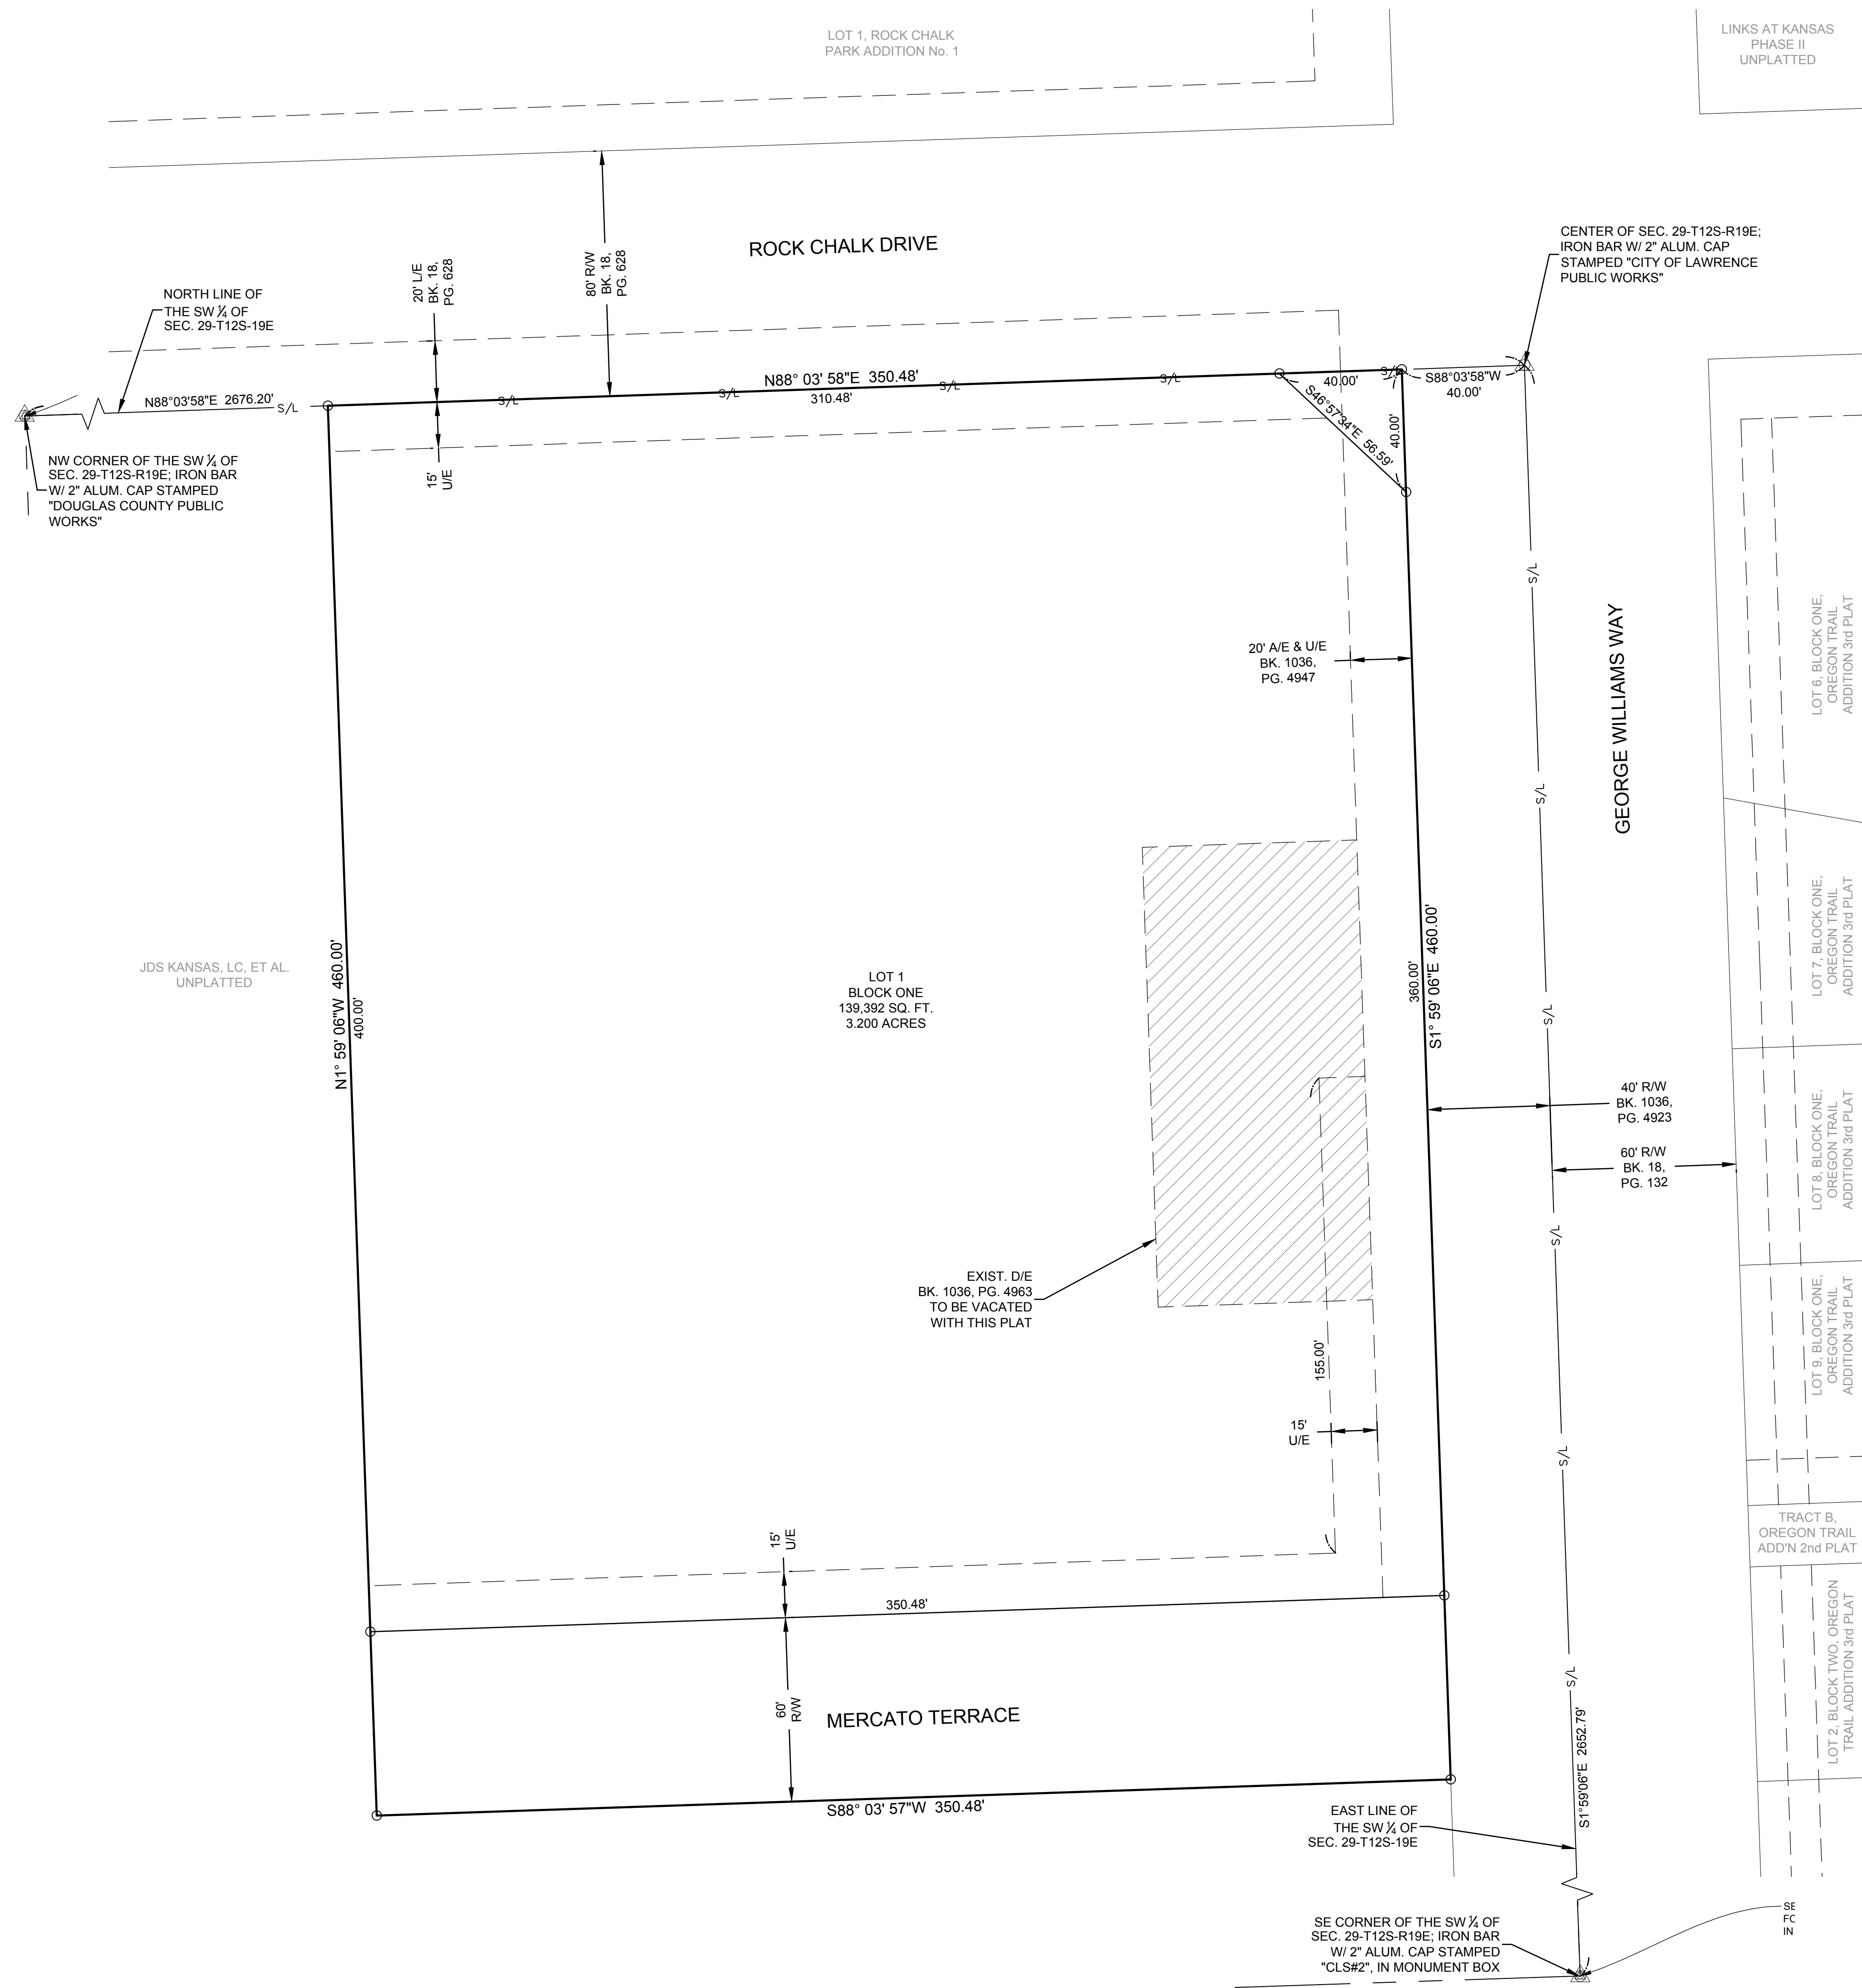 LOT 1, ROCK CHALK
PARK ADDITION No. 1
LINKS AT KANSAS
PHASE II
UNPLATTED
ROCK CHALK DRIVE
CENTER OF SEC. 29-T12S-R19E;
IRON BAR W/ 2" ALUM. CAP
STAMPED "CITY OF LAWRENCE
PUBLIC WORKS"
20' L/E
BK. 18,
PG. 628
80' R/W
BK. 18,
PG. 628
NORTH LINE OF
THE SW ¼ OF
SEC. 29-T12S-19E
N88°03'58"E 2676.20'
S/L
S/L
S/L
S/L
S/L
S/L
N88° 03' 58"E 350.48'
310.48'
40.00'
S88°03'58"W
40.00'
S46°57'34"E 56.59'
40.00'
NW CORNER OF THE SW ¼ OF
SEC. 29-T12S-R19E; IRON BAR
W/ 2" ALUM. CAP STAMPED
"DOUGLAS COUNTY PUBLIC
WORKS"
15'
U/E
20' A/E & U/E
BK. 1036,
PG. 4947
S/L
GEORGE WILLIAMS WAY
LOT 6, BLOCK ONE,
OREGON TRAIL
ADDITION 3rd PLAT
S/L
LOT 7, BLOCK ONE,
OREGON TRAIL
ADDITION 3rd PLAT
JDS KANSAS, LC, ET AL.
UNPLATTED
N1° 59' 06"W 460.00'
400.00'
LOT 1
BLOCK ONE
139,392 SQ. FT.
3.200 ACRES
360.00'
S1° 59' 06"E 460.00'
S/L
40' R/W
BK. 1036,
PG. 4923
60' R/W
BK. 18,
PG. 132
LOT 8, BLOCK ONE,
OREGON TRAIL
ADDITION 3rd PLAT
S/L
EXIST. D/E
BK. 1036, PG. 4963
TO BE VACATED
WITH THIS PLAT
LOT 9, BLOCK ONE,
OREGON TRAIL
ADDITION 3rd PLAT
155.00'
15'
U/E
S/L
15'
U/E
TRACT B,
OREGON TRAIL
ADD'N 2nd PLAT
350.48'
60'
R/W
MERCATO TERRACE
S/L
LOT 2, BLOCK TWO, OREGON
TRAIL ADDITION 3rd PLAT
S1°59'06"E 2652.79'
S88° 03' 57"W 350.48'
EAST LINE OF
THE SW ¼ OF
SEC. 29-T12S-19E
SE CORNER OF THE SW ¼ OF
SEC. 29-T12S-R19E; IRON BAR
W/ 2" ALUM. CAP STAMPED
"CLS#2", IN MONUMENT BOX
IN